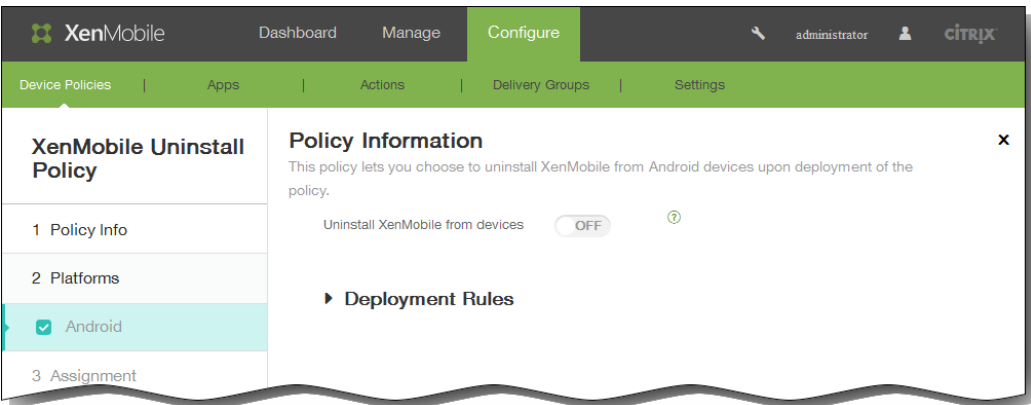 XenMobile Dashboard Manage Configure administrator CİTRIX
Device Policies | Apps | Actions | Delivery Groups | Settings
XenMobile Uninstall
Policy
1 Policy Info
2 Platforms
Android
3 Assignment
Policy Information
x
This policy lets you choose to uninstall XenMobile from Android devices upon deployment of the
policy.
Uninstall XenMobile from devices OFF ?
Deployment Rules